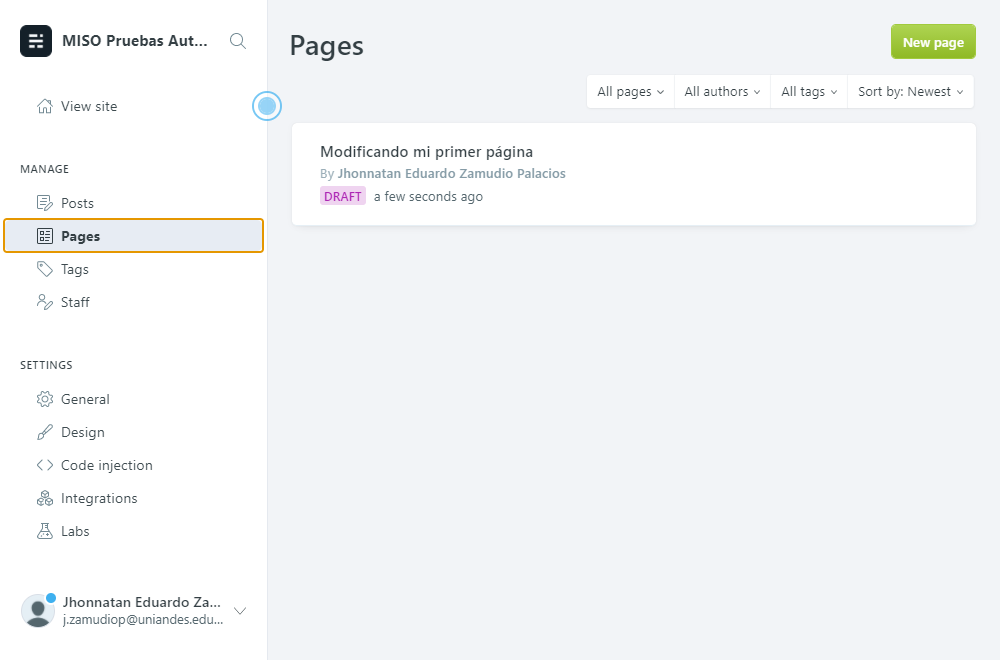 MISO Pruebas Aut...
View site
MANAGE
Posts
Pages
Tags
Staff
SETTINGS
General
Design
Code injection
Integrations
Labs
Jhonnatan Eduardo Za...
j.zamudiop@uniandes.edu...
Pages
New page
All pages
All authors
All tags
Sort by: Newest
Modificando mi primer página
By Jhonnatan Eduardo Zamudio Palacios
DRAFT a few seconds ago